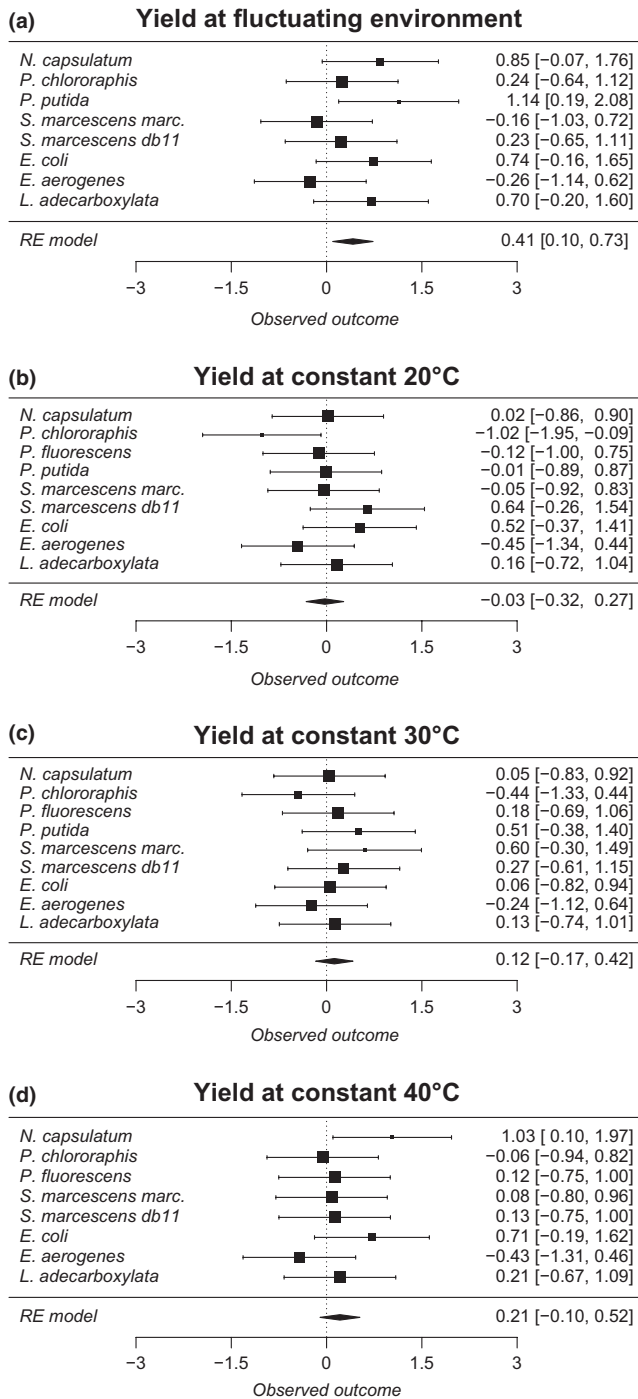 (a) Yield at fluctuating environment
N. capsulatum 0.85 [−0.07, 1.76]
P. chlororaphis 0.24 [−0.64, 1.12]
P. putida 1.14 [0.19, 2.08]
S. marcescens marc. −0.16 [−1.03, 0.72]
S. marcescens db11 0.23 [−0.65, 1.11]
E. coli 0.74 [−0.16, 1.65]
E. aerogenes −0.26 [−1.14, 0.62]
L. adecarboxylata 0.70 [−0.20, 1.60]
RE model 0.41 [0.10, 0.73]
−3 −1.5 0 1.5 3
Observed outcome
(b) Yield at constant 20°C
N. capsulatum 0.02 [−0.86, 0.90]
P. chlororaphis −1.02 [−1.95, −0.09]
P. fluorescens −0.12 [−1.00, 0.75]
P. putida −0.01 [−0.89, 0.87]
S. marcescens marc. −0.05 [−0.92, 0.83]
S. marcescens db11 0.64 [−0.26, 1.54]
E. coli 0.52 [−0.37, 1.41]
E. aerogenes −0.45 [−1.34, 0.44]
L. adecarboxylata 0.16 [−0.72, 1.04]
RE model −0.03 [−0.32, 0.27]
−3 −1.5 0 1.5 3
Observed outcome
(c) Yield at constant 30°C
N. capsulatum 0.05 [−0.83, 0.92]
P. chlororaphis −0.44 [−1.33, 0.44]
P. fluorescens 0.18 [−0.69, 1.06]
P. putida 0.51 [−0.38, 1.40]
S. marcescens marc. 0.60 [−0.30, 1.49]
S. marcescens db11 0.27 [−0.61, 1.15]
E. coli 0.06 [−0.82, 0.94]
E. aerogenes −0.24 [−1.12, 0.64]
L. adecarboxylata 0.13 [−0.74, 1.01]
RE model 0.12 [−0.17, 0.42]
−3 −1.5 0 1.5 3
Observed outcome
(d) Yield at constant 40°C
N. capsulatum 1.03 [ 0.10, 1.97]
P. chlororaphis −0.06 [−0.94, 0.82]
P. fluorescens 0.12 [−0.75, 1.00]
S. marcescens marc. 0.08 [−0.80, 0.96]
S. marcescens db11 0.13 [−0.75, 1.00]
E. coli 0.71 [−0.19, 1.62]
E. aerogenes −0.43 [−1.31, 0.46]
L. adecarboxylata 0.21 [−0.67, 1.09]
RE model 0.21 [−0.10, 0.52]
−3 −1.5 0 1.5 3
Observed outcome